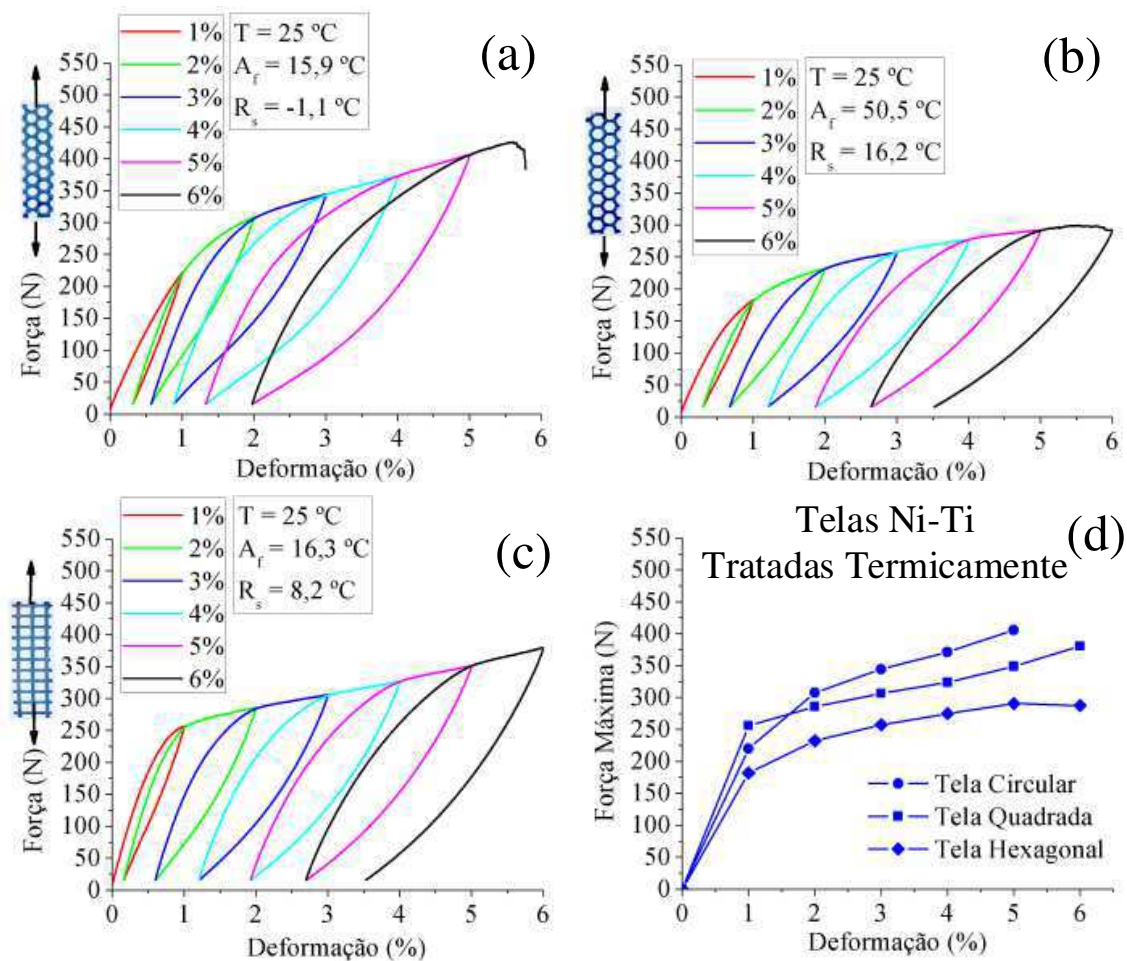 (a)
1%
2%
3%
4%
5%
6%
T = 25 ºC
A_f = 15,9 ºC
R_s = -1,1 ºC
550
500
450
400
350
300
250
200
150
100
50
0
Força (N)
0 1 2 3 4 5 6
Deformação (%)
(b)
1%
2%
3%
4%
5%
6%
T = 25 ºC
A_f = 50,5 ºC
R_s = 16,2 ºC
550
500
450
400
350
300
250
200
150
100
50
0
Força (N)
0 1 2 3 4 5 6
Deformação (%)
(c)
1%
2%
3%
4%
5%
6%
T = 25 ºC
A_f = 16,3 ºC
R_s = 8,2 ºC
550
500
450
400
350
300
250
200
150
100
50
0
Força (N)
0 1 2 3 4 5 6
Deformação (%)
Telas Ni-Ti
Tratadas Termicamente
(d)
550
500
450
400
350
300
250
200
150
100
50
0
Força Máxima (N)
Tela Circular
Tela Quadrada
Tela Hexagonal
0 1 2 3 4 5 6
Deformação (%)